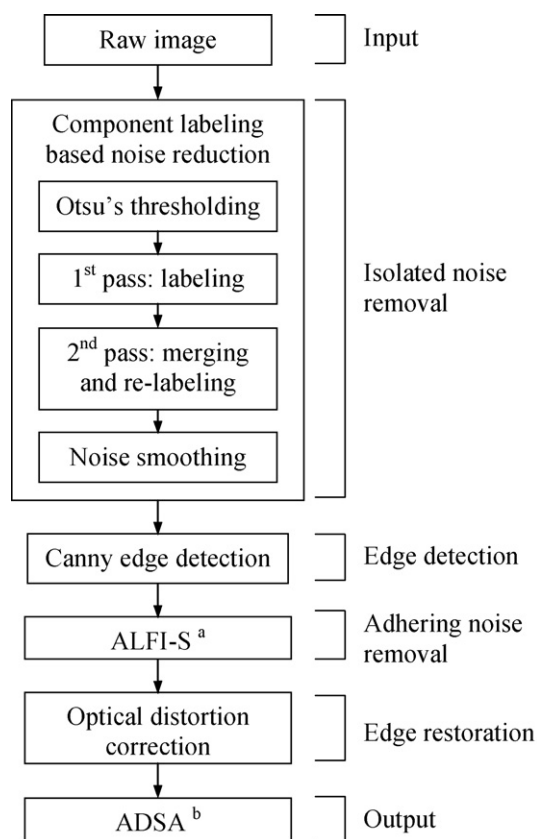 Raw image
Input
Component labeling
based noise reduction
Otsu’s thresholding
1st pass: labeling
2nd pass: merging
and re-labeling
Noise smoothing
Isolated noise
removal
Canny edge detection
Edge detection
ALFI-S a
Adhering noise
removal
Optical distortion
correction
Edge restoration
ADSA b
Output